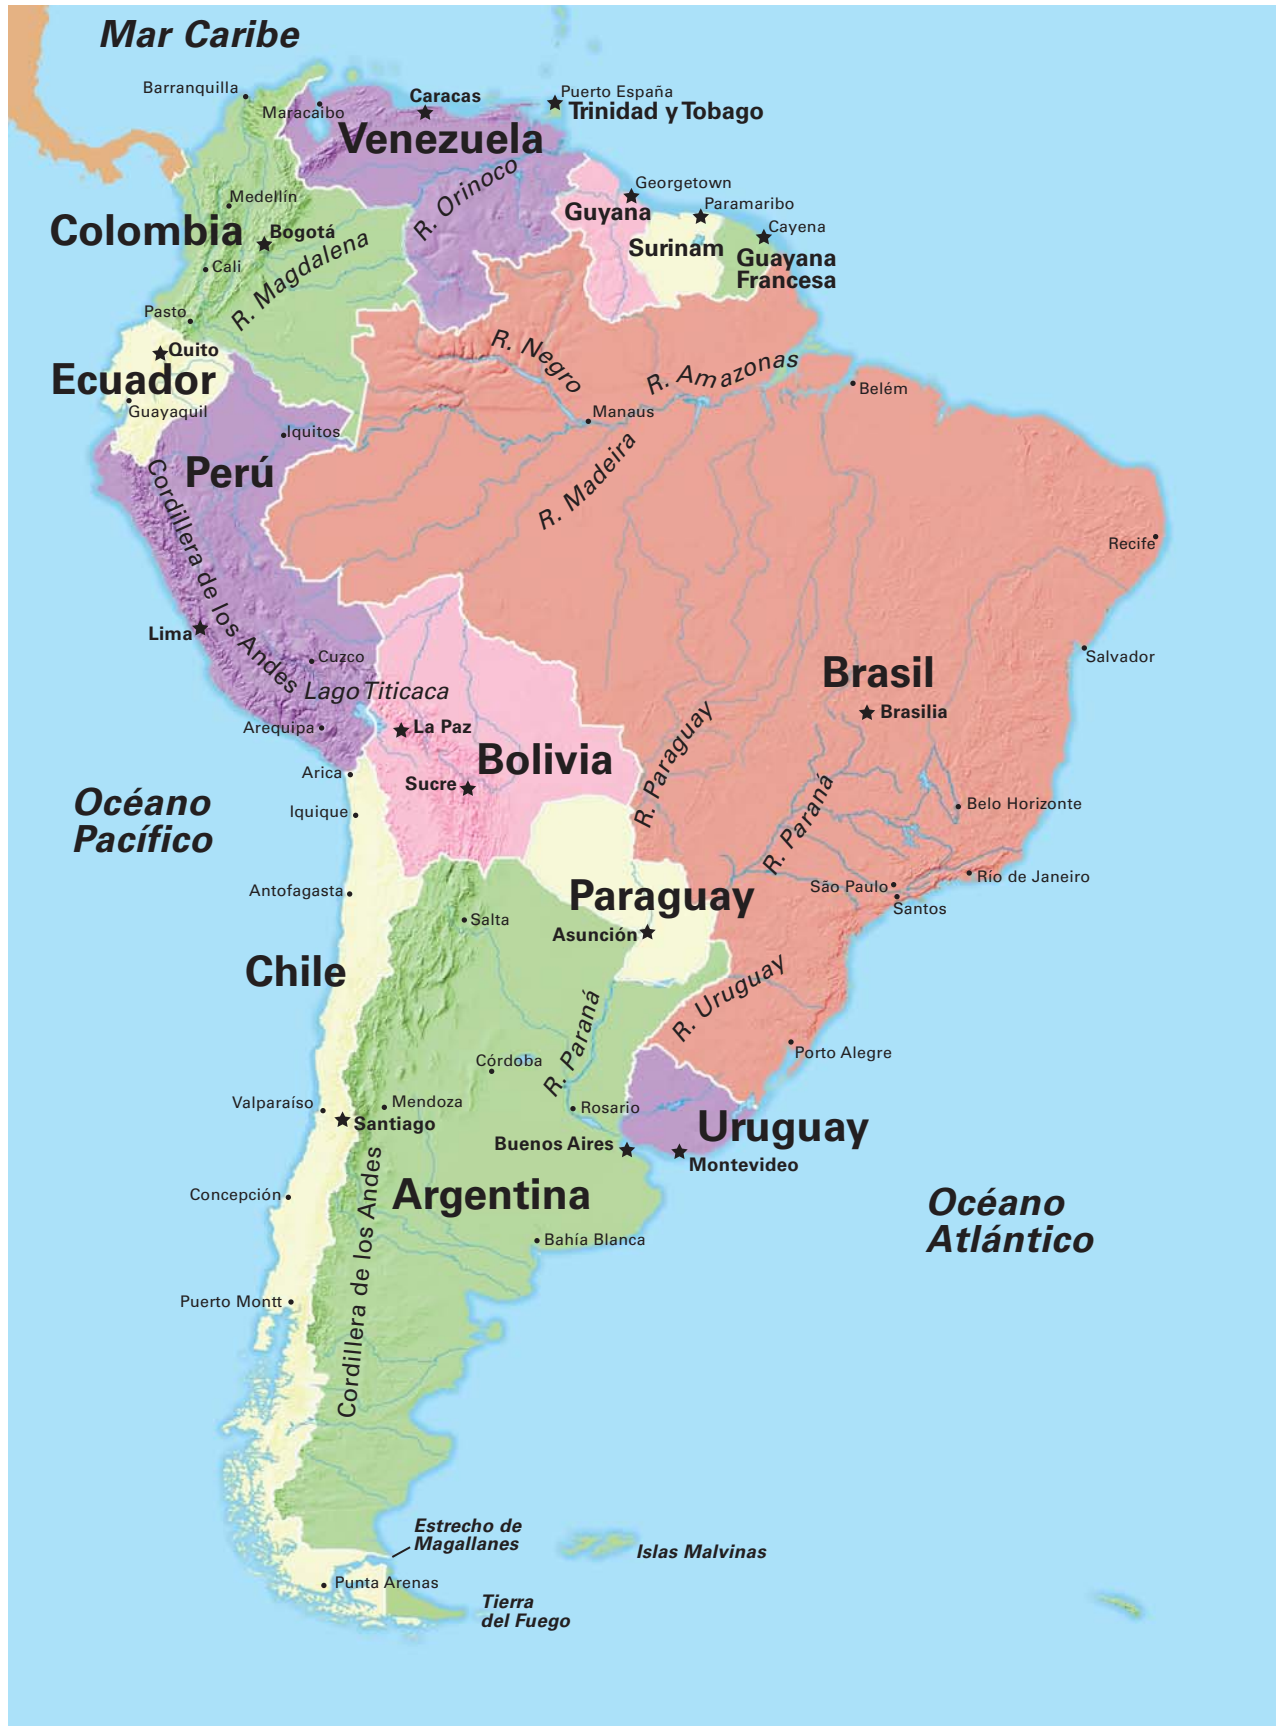 Mar Caribe
Barranquilla
Maracaibo
Caracas
Puerto España
Trinidad y Tobago
Venezuela
R. Orinoco
Georgetown
Guyana
Paramaribo
Surinam
Cayena
Guayana
Francesa
Medellín
Colombia
Bogotá
Cali
R. Magdalena
Pasto
Quito
Ecuador
Guayaquil
R. Negro
R. Amazonas
Belém
Manaus
Iquitos
Perú
R. Madeira
Cordillera de los Andes
Recife
Lima
Cuzco
Lago Titicaca
Salvador
Brasil
Brasilia
Arequipa
La Paz
Bolivia
Sucre
R. Paraguay
Arica
Iquique
Océano
Pacífico
R. Paraná
Belo Horizonte
Antofagasta
Paraguay
São Paulo
Río de Janeiro
Santos
Salta
Asunción
Chile
R. Uruguay
R. Paraná
Córdoba
Porto Alegre
Valparaíso
Mendoza
Santiago
Rosario
Uruguay
Buenos Aires
Montevideo
Concepción
Argentina
Cordillera de los Andes
Océano
Atlántico
Bahía Blanca
Puerto Montt
Estrecho de
Magallanes
Islas Malvinas
Punta Arenas
Tierra
del Fuego